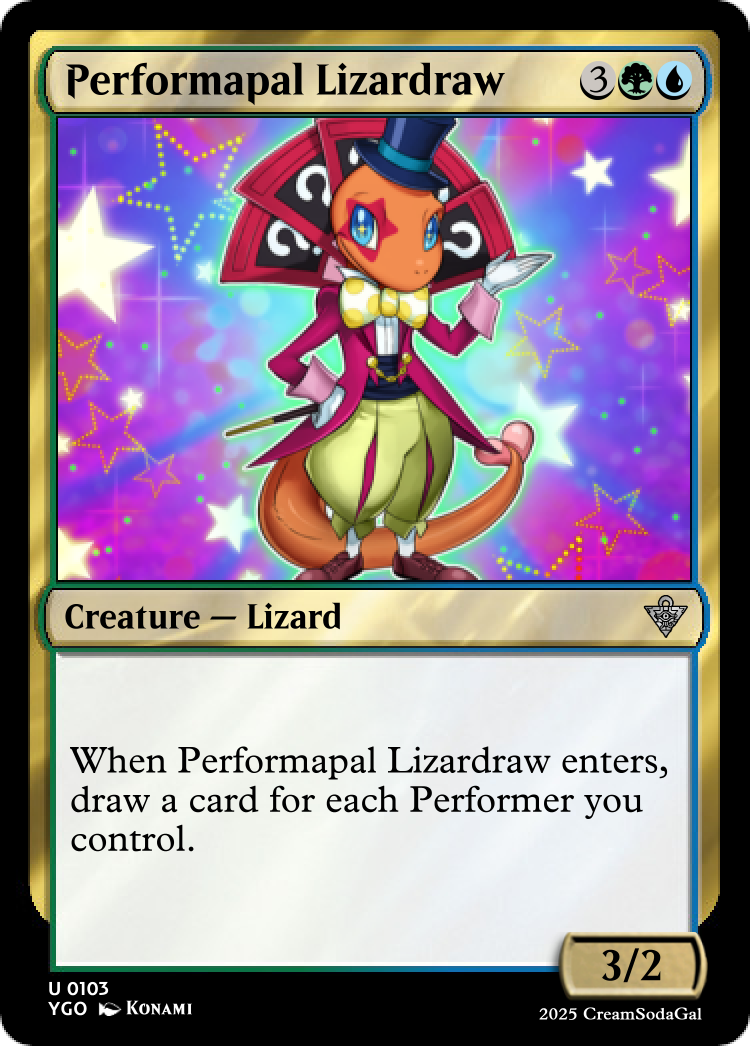 Performapal Lizardraw 3
? ? ?
Creature — Lizard
When Performapal Lizardraw enters,
draw a card for each Performer you
control.
3/2
U 0103
YGO KONAMI
2025 CreamSodaGal